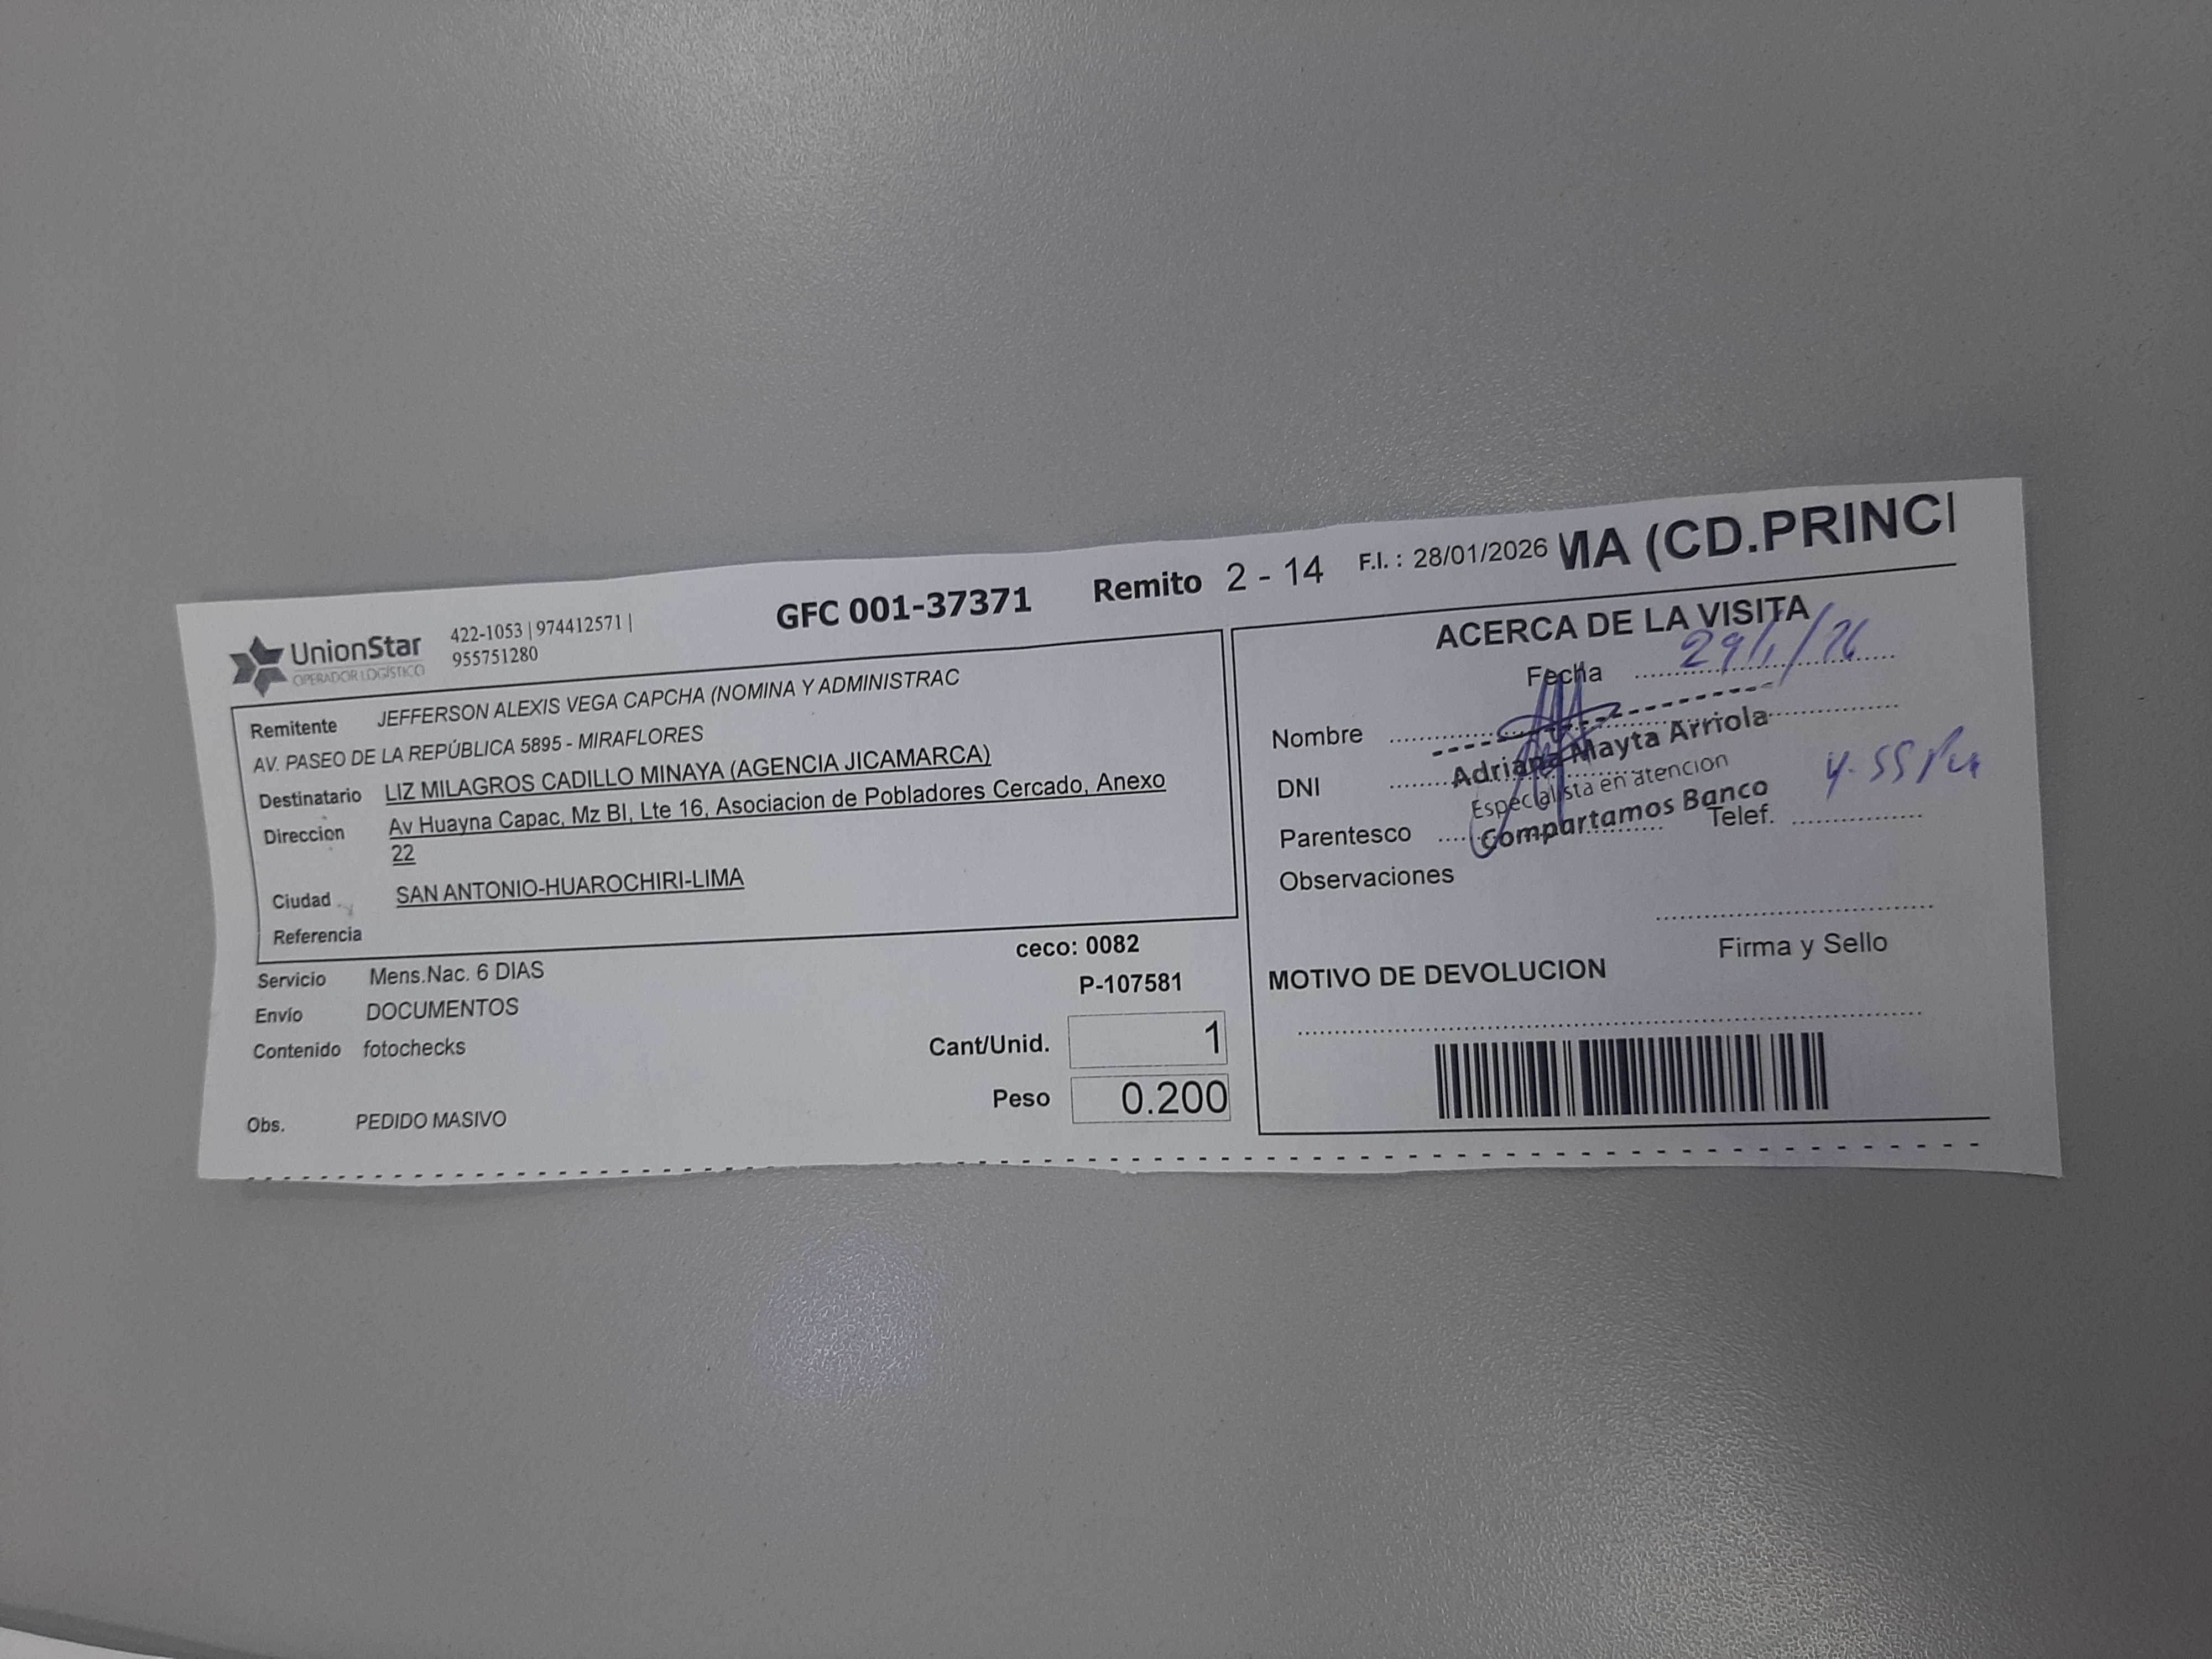 UnionStar
OPERADOR LOGÍSTICO
422-1053 | 974412571 |
955751280
GFC 001-37371
Remito 2 - 14
F.I. : 28/01/2026
MA (CD.PRINCI
Remitente JEFFERSON ALEXIS VEGA CAPCHA (NOMINA Y ADMINISTRAC
AV. PASEO DE LA REPÚBLICA 5895 - MIRAFLORES
Destinatario LIZ MILAGROS CADILLO MINAYA (AGENCIA JICAMARCA)
Direccion Av Huayna Capac, Mz BI, Lte 16, Asociacion de Pobladores Cercado, Anexo
22
Ciudad SAN ANTONIO-HUAROCHIRI-LIMA
Referencia
Servicio Mens.Nac. 6 DIAS
Envío DOCUMENTOS
Contenido fotochecks
Obs. PEDIDO MASIVO
ceco: 0082
P-107581
Cant/Unid. 1
Peso 0.200
ACERCA DE LA VISITA
Fecha 29/1/26
Nombre
Adriana Mayta Arriola
DNI
Especialista en atencion
Compartamos Banco
Parentesco
Telef.
4.55
Observaciones
Firma y Sello
MOTIVO DE DEVOLUCION